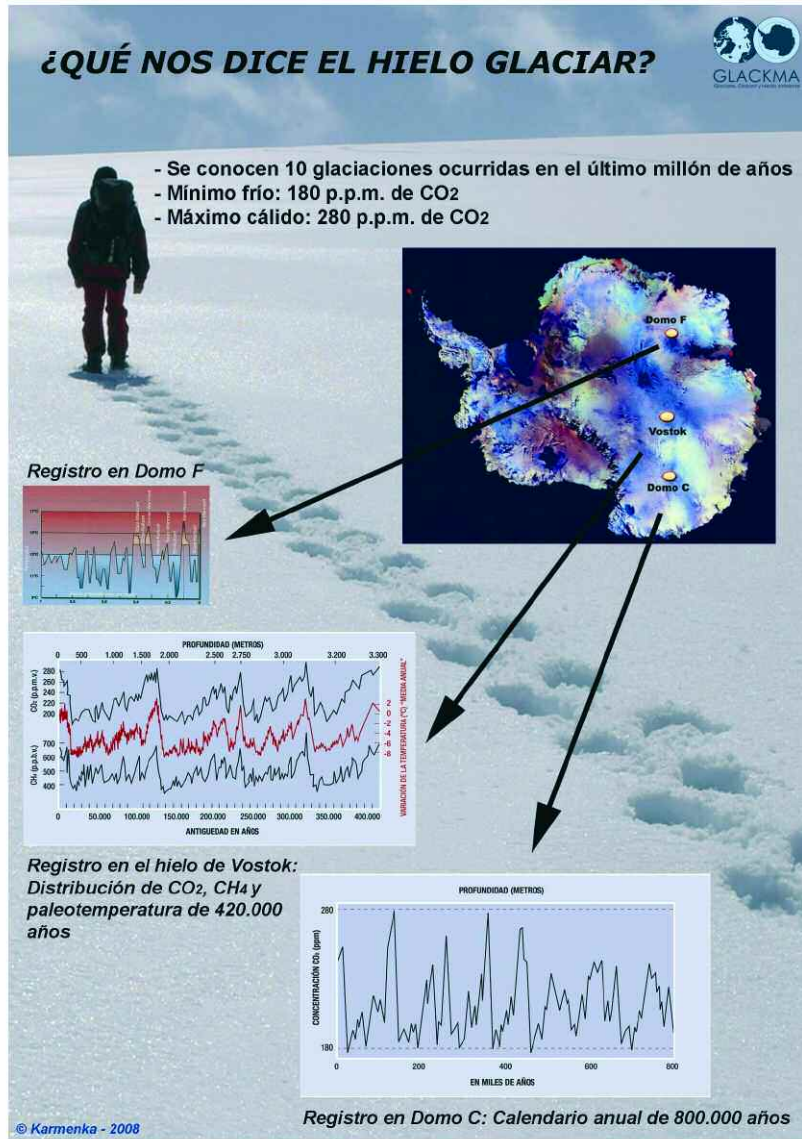 ¿QUÉ NOS DICE EL HIELO GLACIAR?
GLACKMA
- Se conocen 10 glaciaciones ocurridas en el último millón de años
- Mínimo frío: 180 p.p.m. de CO2
- Máximo cálido: 280 p.p.m. de CO2
Domo F
Vostok
Domo C
Registro en Domo F
PROFUNDIDAD (METROS)
0 500 1.000 1.500 2.000 2.500 2.750 3.000 3.200 3.300
CO2 (p.p.m.v.)
280
260
240
220
200
CH4 (p.p.b.v.)
700
600
500
400
2
0
-2
-4
-6
-8
VARIACIÓN DE LA TEMPERATURA (ºC) "MEDIA ANUAL"
0 50.000 100.000 150.000 200.000 250.000 300.000 350.000 400.000
ANTIGUEDAD EN AÑOS
Registro en el hielo de Vostok:
Distribución de CO2, CH4 y
paleotemperatura de 420.000
años
PROFUNDIDAD (METROS)
CONCENTRACIÓN CO2 (ppm)
280
180
0 200 400 600 800
EN MILES DE AÑOS
Registro en Domo C: Calendario anual de 800.000 años
© Karmenka - 2008